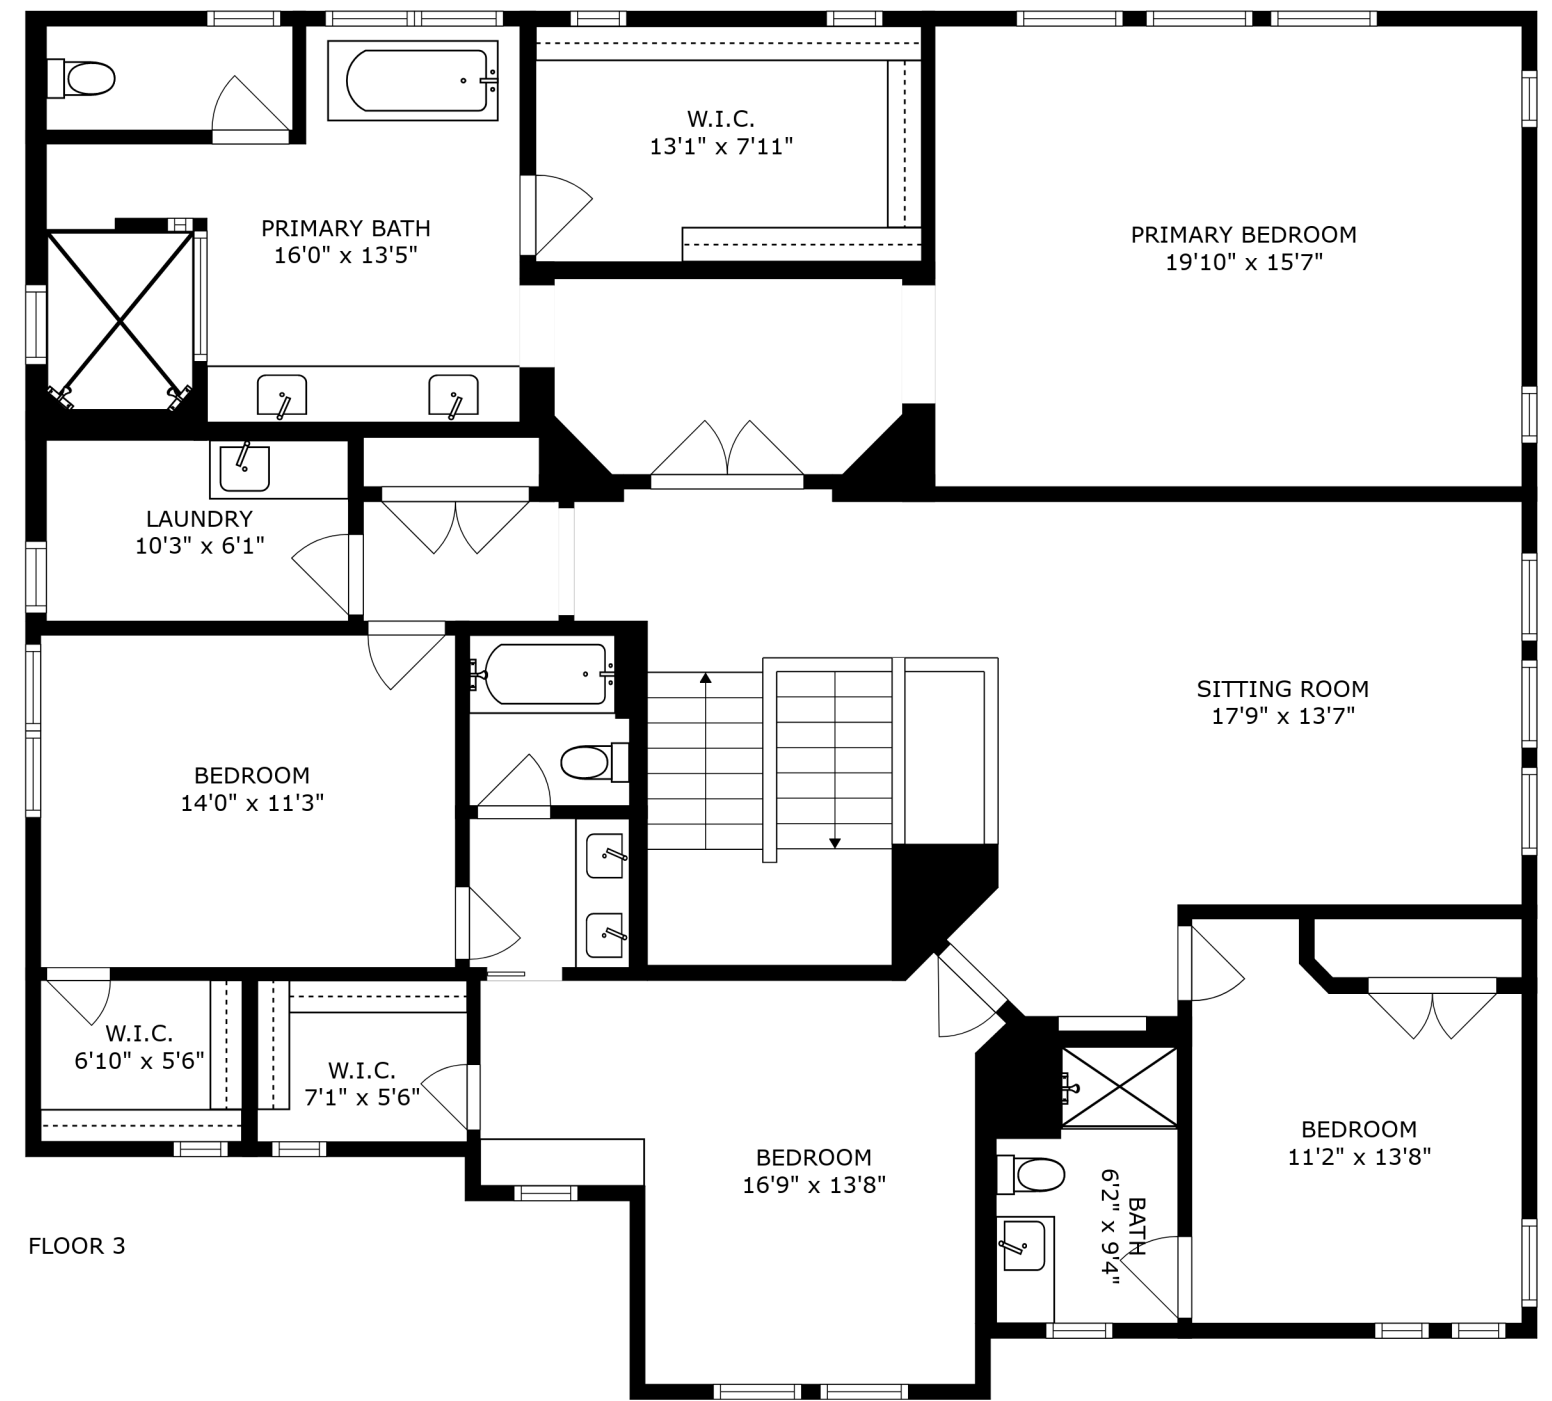 W.I.C.
13'1" x 7'11"
PRIMARY BATH
16'0" x 13'5"
PRIMARY BEDROOM
19'10" x 15'7"
LAUNDRY
10'3" x 6'1"
SITTING ROOM
17'9" x 13'7"
BEDROOM
14'0" x 11'3"
W.I.C.
6'10" x 5'6"
W.I.C.
7'1" x 5'6"
BEDROOM
16'9" x 13'8"
BATH
6'2" x 9'4"
BEDROOM
11'2" x 13'8"
FLOOR 3